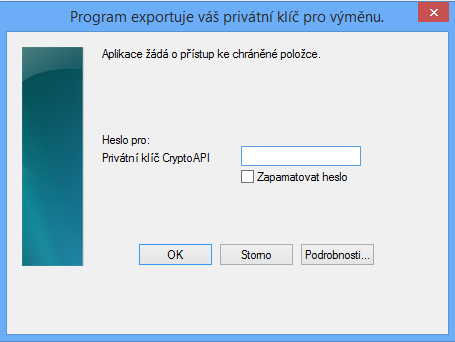 Program exportuje váš privátní klíč pro výměnu.
Aplikace žádá o přístup ke chráněné položce.
Heslo pro:
Privátní klíč CryptoAPI
Zapamatovat heslo
OK
Storno
Podrobnosti...